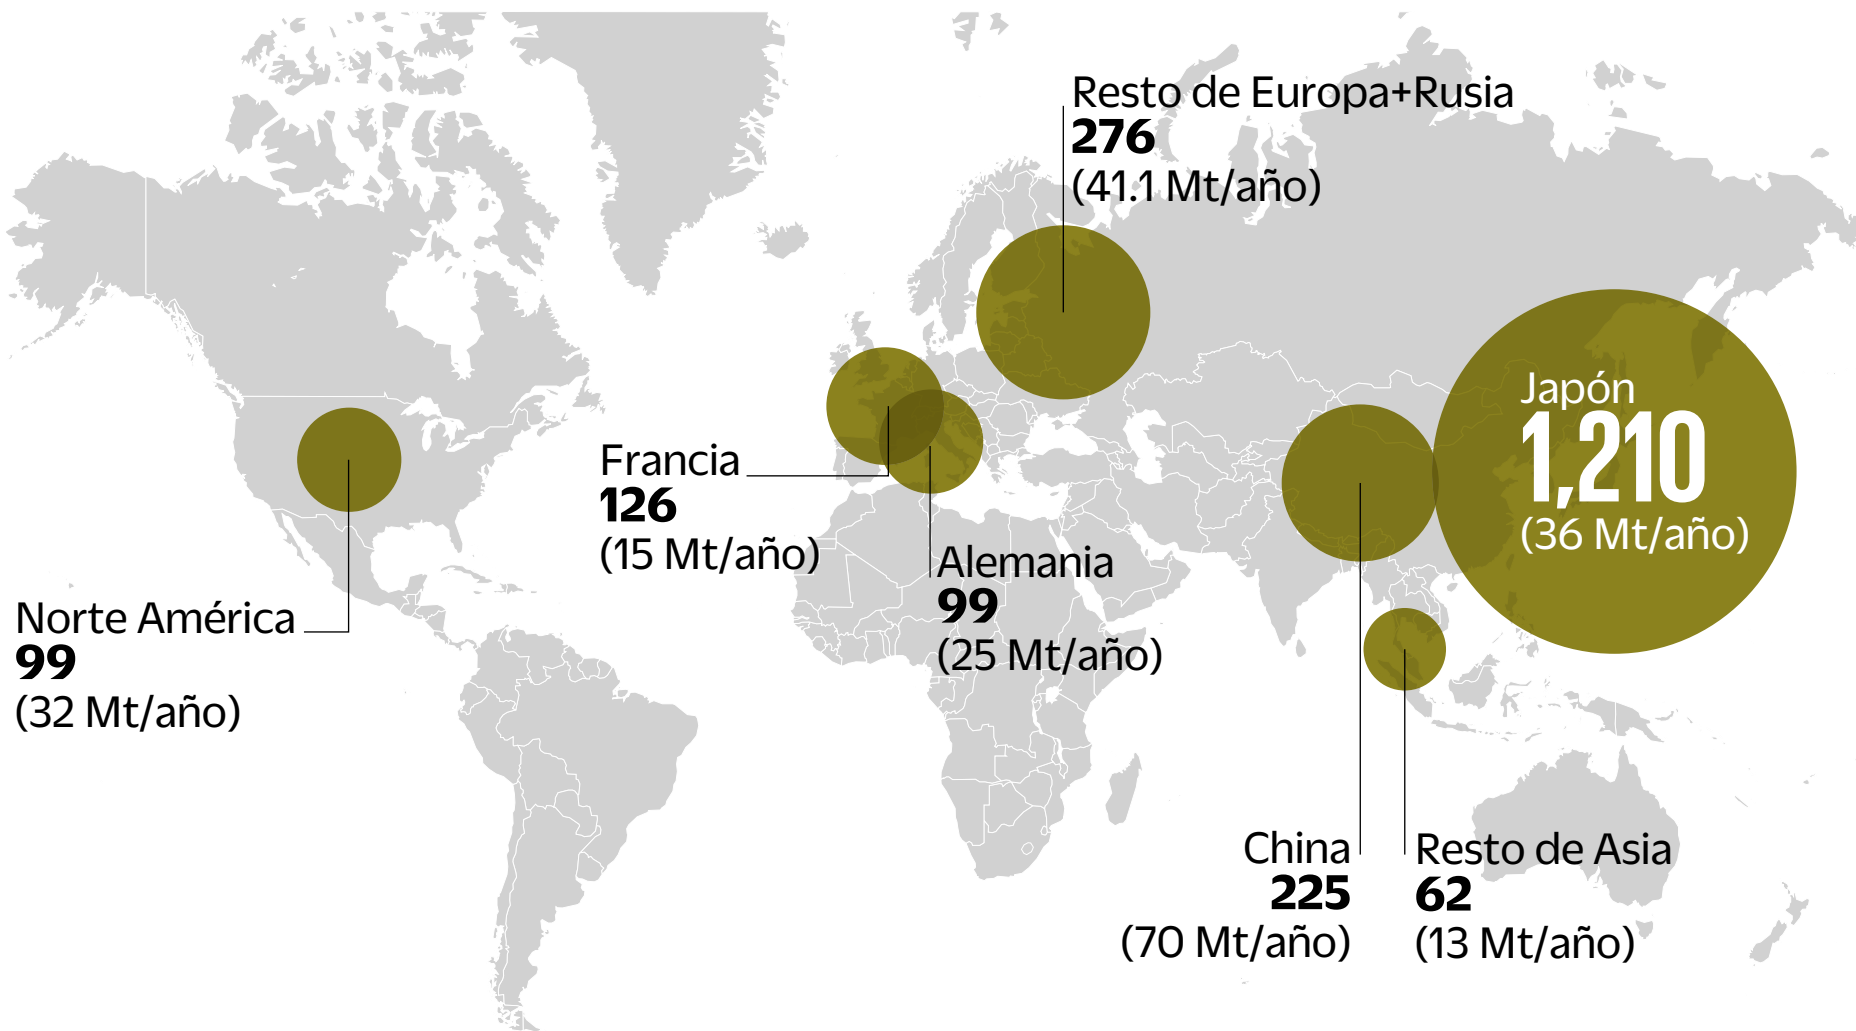 Resto de Europa+Rusia
276
(41.1 Mt/año)
Japón
1,210
(36 Mt/año)
Francia
126
(15 Mt/año)
Alemania
99
(25 Mt/año)
Norte América
99
(32 Mt/año)
China
225
(70 Mt/año)
Resto de Asia
62
(13 Mt/año)